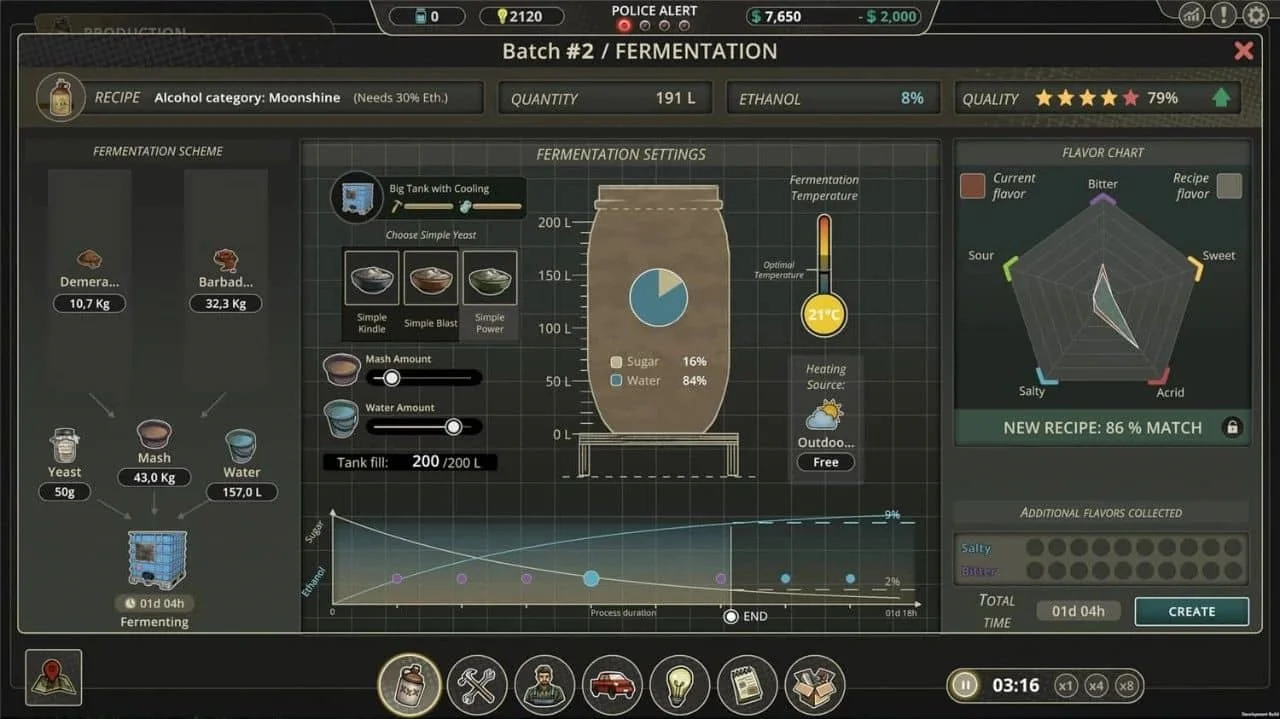 PRODUCTION
0
2120
POLICE ALERT
$ 7,650
- $ 2,000
Batch #2 / FERMENTATION
RECIPE Alcohol category: Moonshine (Needs 30% Eth.)
QUANTITY 191 L
ETHANOL 8%
QUALITY 79%
FERMENTATION SCHEME
Demera...
10,7 Kg
Barbad...
32,3 Kg
Yeast
50g
Mash
43,0 Kg
Water
157,0 L
01d 04h
Fermenting
FERMENTATION SETTINGS
Big Tank with Cooling
Choose Simple Yeast
Simple Kindle
Simple Blast
Simple Power
Mash Amount
Water Amount
Tank fill: 200 /200 L
200 L
150 L
100 L
50 L
0 L
Sugar 16%
Water 84%
Fermentation
Temperature
Optimal
Temperature
21°C
Heating
Source:
Outdoo...
Free
Sugar
Ethanol
9%
2%
0
Process duration
01d 18h
END
FLAVOR CHART
Current
flavor
Recipe
flavor
Bitter
Sour
Sweet
Salty
Acrid
NEW RECIPE: 86 % MATCH
ADDITIONAL FLAVORS COLLECTED
Salty
Bitter
TOTAL
TIME
01d 04h
CREATE
XXX
03:16
x1
x4
x8
Development Build